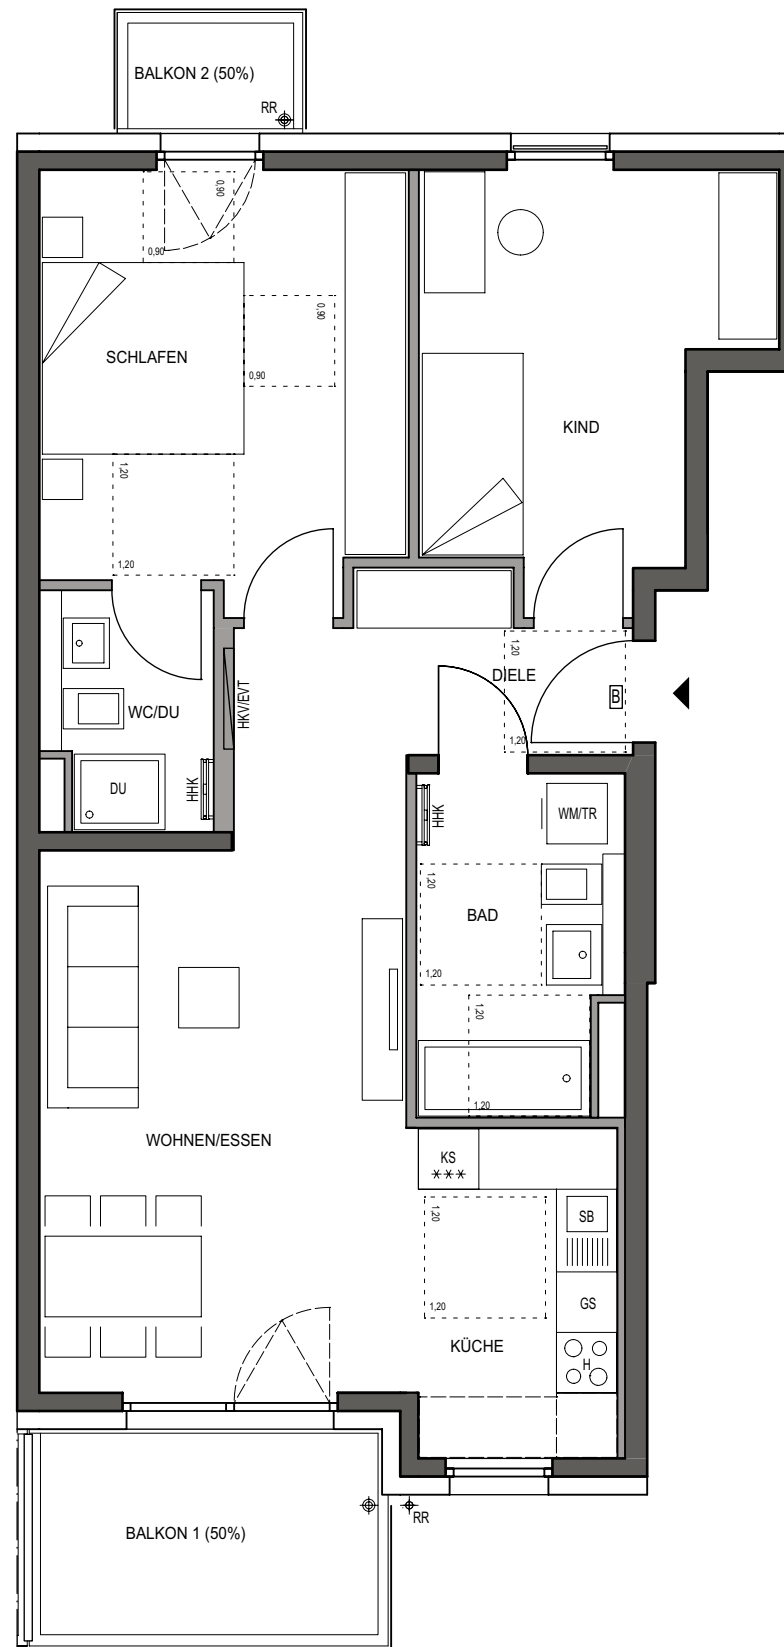 BALKON 2 (50%)
RR
0,90
0,90
0,90
0,90
SCHLAFEN
KIND
1,20
1,20
WC/DU
DU
HHK
HKV/EVT
DIELE
1,20
1,20
B
HHK
WM/TR
1,20
BAD
1,20
1,20
1,20
WOHNEN/ESSEN
KS
***
1,20
1,20
SB
GS
H
KÜCHE
BALKON 1 (50%)
RR